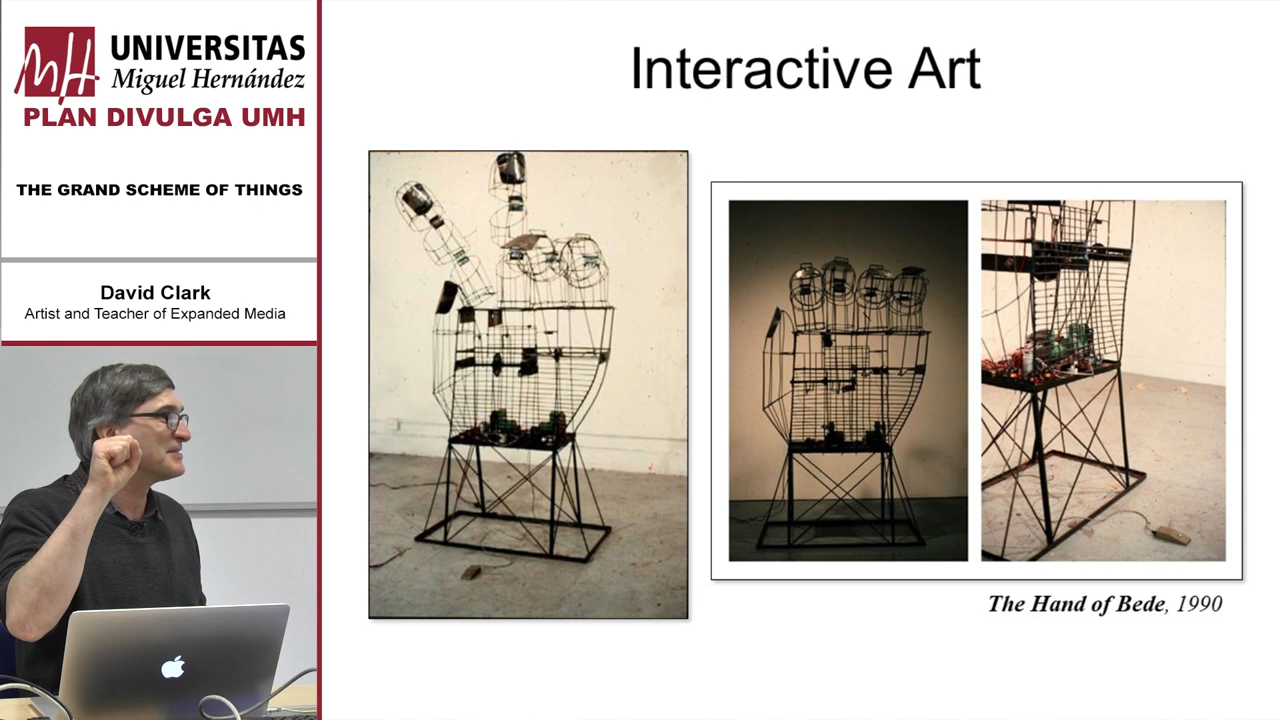 UNIVERSITAS
Miguel Hernández
PLAN DIVULGA UMH
THE GRAND SCHEME OF THINGS
David Clark
Artist and Teacher of Expanded Media
Interactive Art
The Hand of Bede, 1990